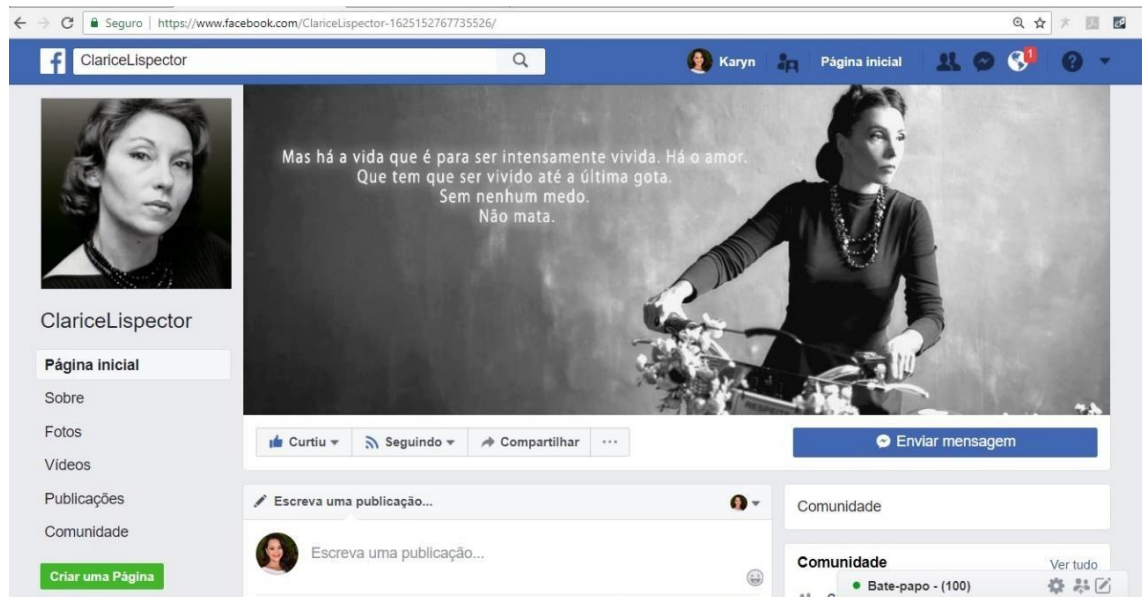 Seguro | https://www.facebook.com/ClariceLispector-1625152767735526/
ClariceLispector
Karyn
Página inicial
1
Mas há a vida que é para ser intensamente vivida. Há o amor.
Que tem que ser vivido até a última gota.
Sem nenhum medo.
Não mata.
ClariceLispector
Página inicial
Sobre
Fotos
Vídeos
Publicações
Comunidade
Criar uma Página
Curtiu
Seguindo
Compartilhar
Enviar mensagem
Escreva uma publicação...
Escreva uma publicação...
Comunidade
Comunidade
Ver tudo
Bate-papo - (100)